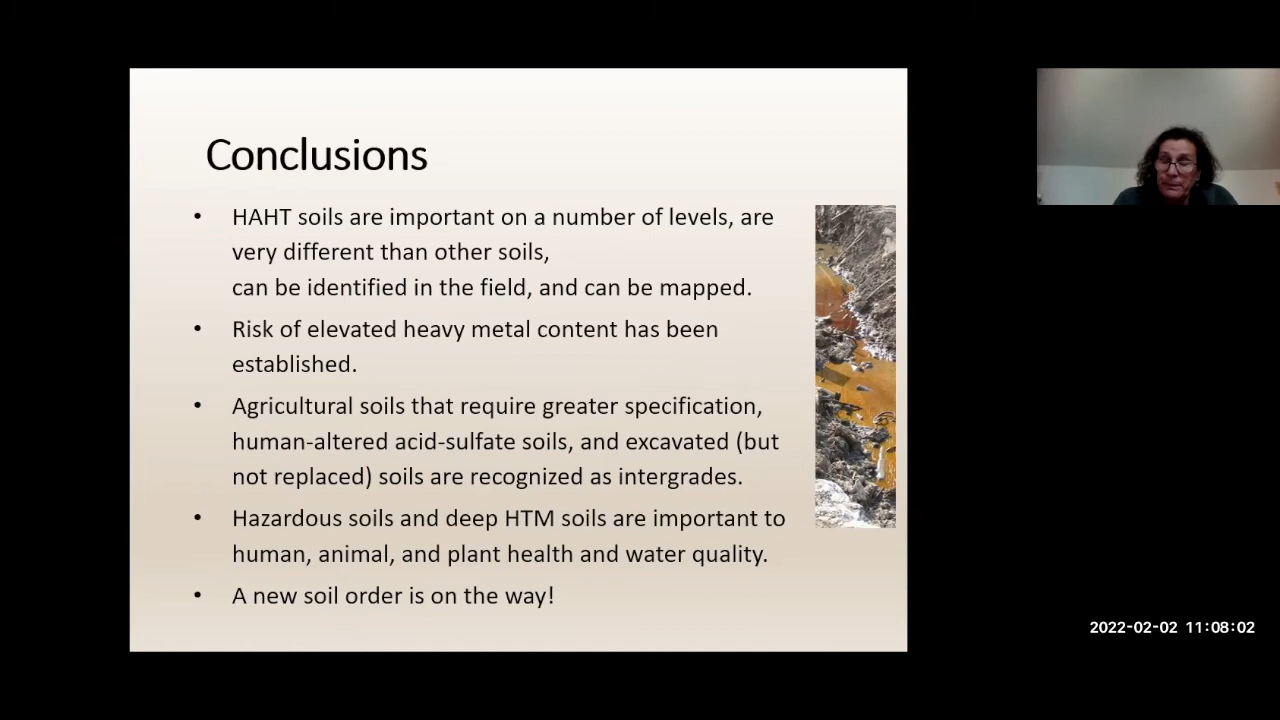 Conclusions
• HAHT soils are important on a number of levels, are
very different than other soils,
can be identified in the field, and can be mapped.
• Risk of elevated heavy metal content has been
established.
• Agricultural soils that require greater specification,
human-altered acid-sulfate soils, and excavated (but
not replaced) soils are recognized as intergrades.
• Hazardous soils and deep HTM soils are important to
human, animal, and plant health and water quality.
• A new soil order is on the way!
2022-02-02 11:08:02